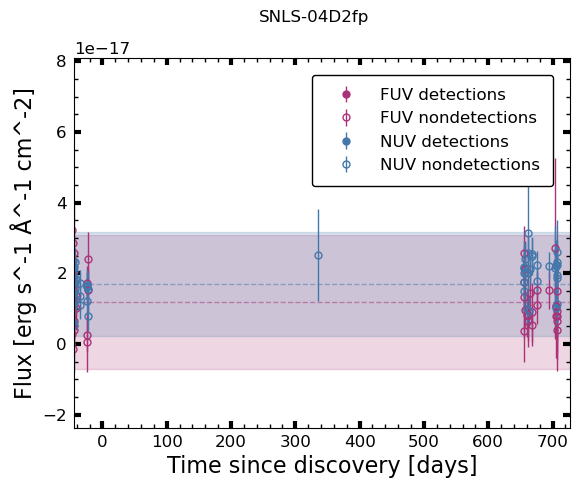 SNLS-04D2fp
1e−17
8
6
4
2
0
−2
Flux [erg s^-1 Å^-1 cm^-2]
FUV detections
FUV nondetections
NUV detections
NUV nondetections
0 100 200 300 400 500 600 700
Time since discovery [days]